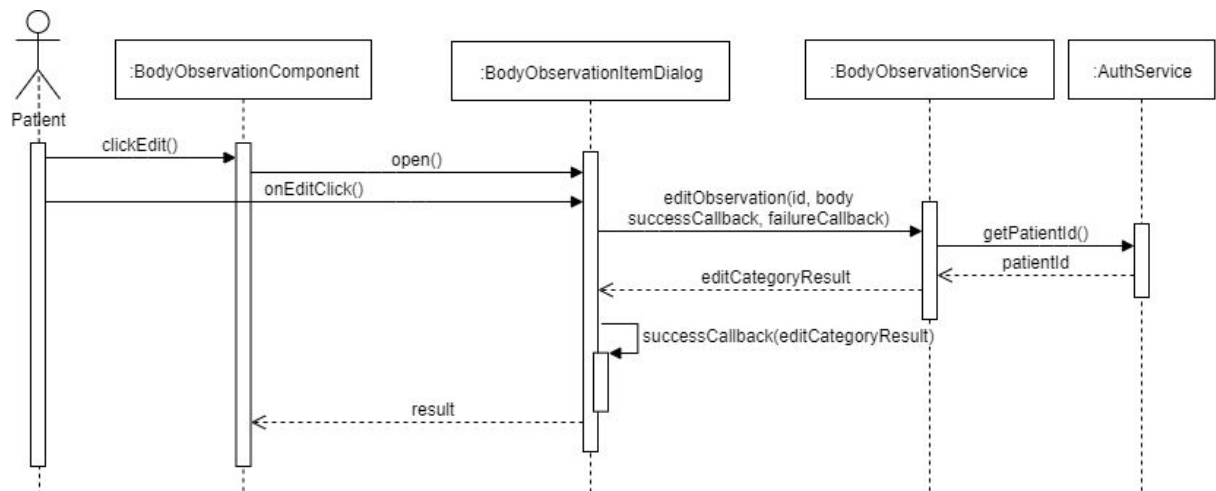 :BodyObservationComponent
:BodyObservationItemDialog
:BodyObservationService
:AuthService
Patient
clickEdit()
open()
onEditClick()
editObservation(id, body
successCallback, failureCallback)
getPatientId()
patientId
editCategoryResult
successCallback(editCategoryResult)
result